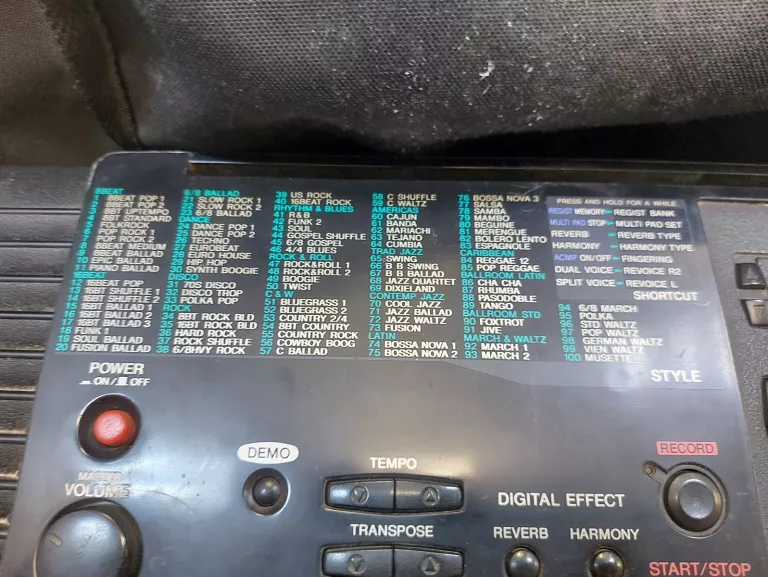 8BEAT
1 8BEAT POP 1
2 8BEAT POP 2
3 8BT UPTEMPO
4 8BT STANDARD
5 FOLKROCK
6 POP ROCK 1
7 POP ROCK 2
8 8BEAT MEDIUM
9 8BEAT BALLAD
10 EPIC BALLAD
11 PIANO BALLAD
16BEAT
12 16BEAT POP
13 16BT SHUFFLE 1
14 16BT SHUFFLE 2
15 16BT BALLAD 1
16 16BT BALLAD 2
17 16BT BALLAD 3
18 FUNK 1
19 SOUL BALLAD
20 FUSION BALLAD
6/8 BALLAD
21 SLOW ROCK 1
22 SLOW ROCK 2
23 6/8 BALLAD
DANCE
24 DANCE POP 1
25 DANCE POP 2
26 TECHNO
27 EUROBEAT
28 EURO HOUSE
29 HIP HOP
30 SYNTH BOOGIE
DISCO
31 70S DISCO
32 DISCO TROP
33 POLKA POP
ROCK
34 8BT ROCK BLD
35 16BT ROCK BLD
36 HARD ROCK
37 ROCK SHUFFLE
38 6/8HVY ROCK
39 US ROCK
40 16BEAT ROCK
RHYTHM & BLUES
41 R&B
42 FUNK 2
43 SOUL
44 GOSPEL SHUFFLE
45 6/8 GOSPEL
46 4/4 BLUES
ROCK & ROLL
47 ROCK&ROLL 1
48 ROCK&ROLL 2
49 BOOGIE
50 TWIST
C & W
51 BLUEGRASS 1
52 BLUEGRASS 2
53 COUNTRY 2/4
54 8BT COUNTRY
55 COUNTRY ROCK
56 COWBOY BOOG
57 C BALLAD
58 C SHUFFLE
59 C WALTZ
AMERICAS
60 CAJUN
61 BANDA
62 MARIACHI
63 TEJANO
64 CUMBIA
TRAD JAZZ
65 SWING
66 B B SWING
67 B B BALLAD
68 JAZZ QUARTET
69 DIXIELAND
CONTEMP JAZZ
70 COOL JAZZ
71 JAZZ BALLAD
72 JAZZ WALTZ
73 FUSION
LATIN
74 BOSSA NOVA 1
75 BOSSA NOVA 2
76 BOSSA NOVA 3
77 SALSA
78 SAMBA
79 MAMBO
80 BEGUINE
81 MERENGUE
82 BOLERO LENTO
83 ESPAGNOLE
CARIBBEAN
84 REGGAE 12
85 POP REGGAE
BALLROOM LATIN
86 CHA CHA
87 RHUMBA
88 PASODOBLE
89 TANGO
BALLROOM STD
90 FOXTROT
91 JIVE
MARCH & WALTZ
92 MARCH 1
93 MARCH 2
94 6/8 MARCH
95 POLKA
96 STD WALTZ
97 POP WALTZ
98 GERMAN WALTZ
99 VIEN WALTZ
100 MUSETTE
PRESS AND HOLD FOR A WHILE
REGIST MEMORY REGIST BANK
MULTI PAD STOP MULTI PAD SET
REVERB REVERB TYPE
HARMONY HARMONY TYPE
ACMP ON/OFF FINGERING
DUAL VOICE REVOICE R2
SPLIT VOICE REVOICE L
SHORTCUT
STYLE
POWER
ON / OFF
MASTER
VOLUME
DEMO
TEMPO
TRANSPOSE
DIGITAL EFFECT
REVERB HARMONY
RECORD
START/STOP